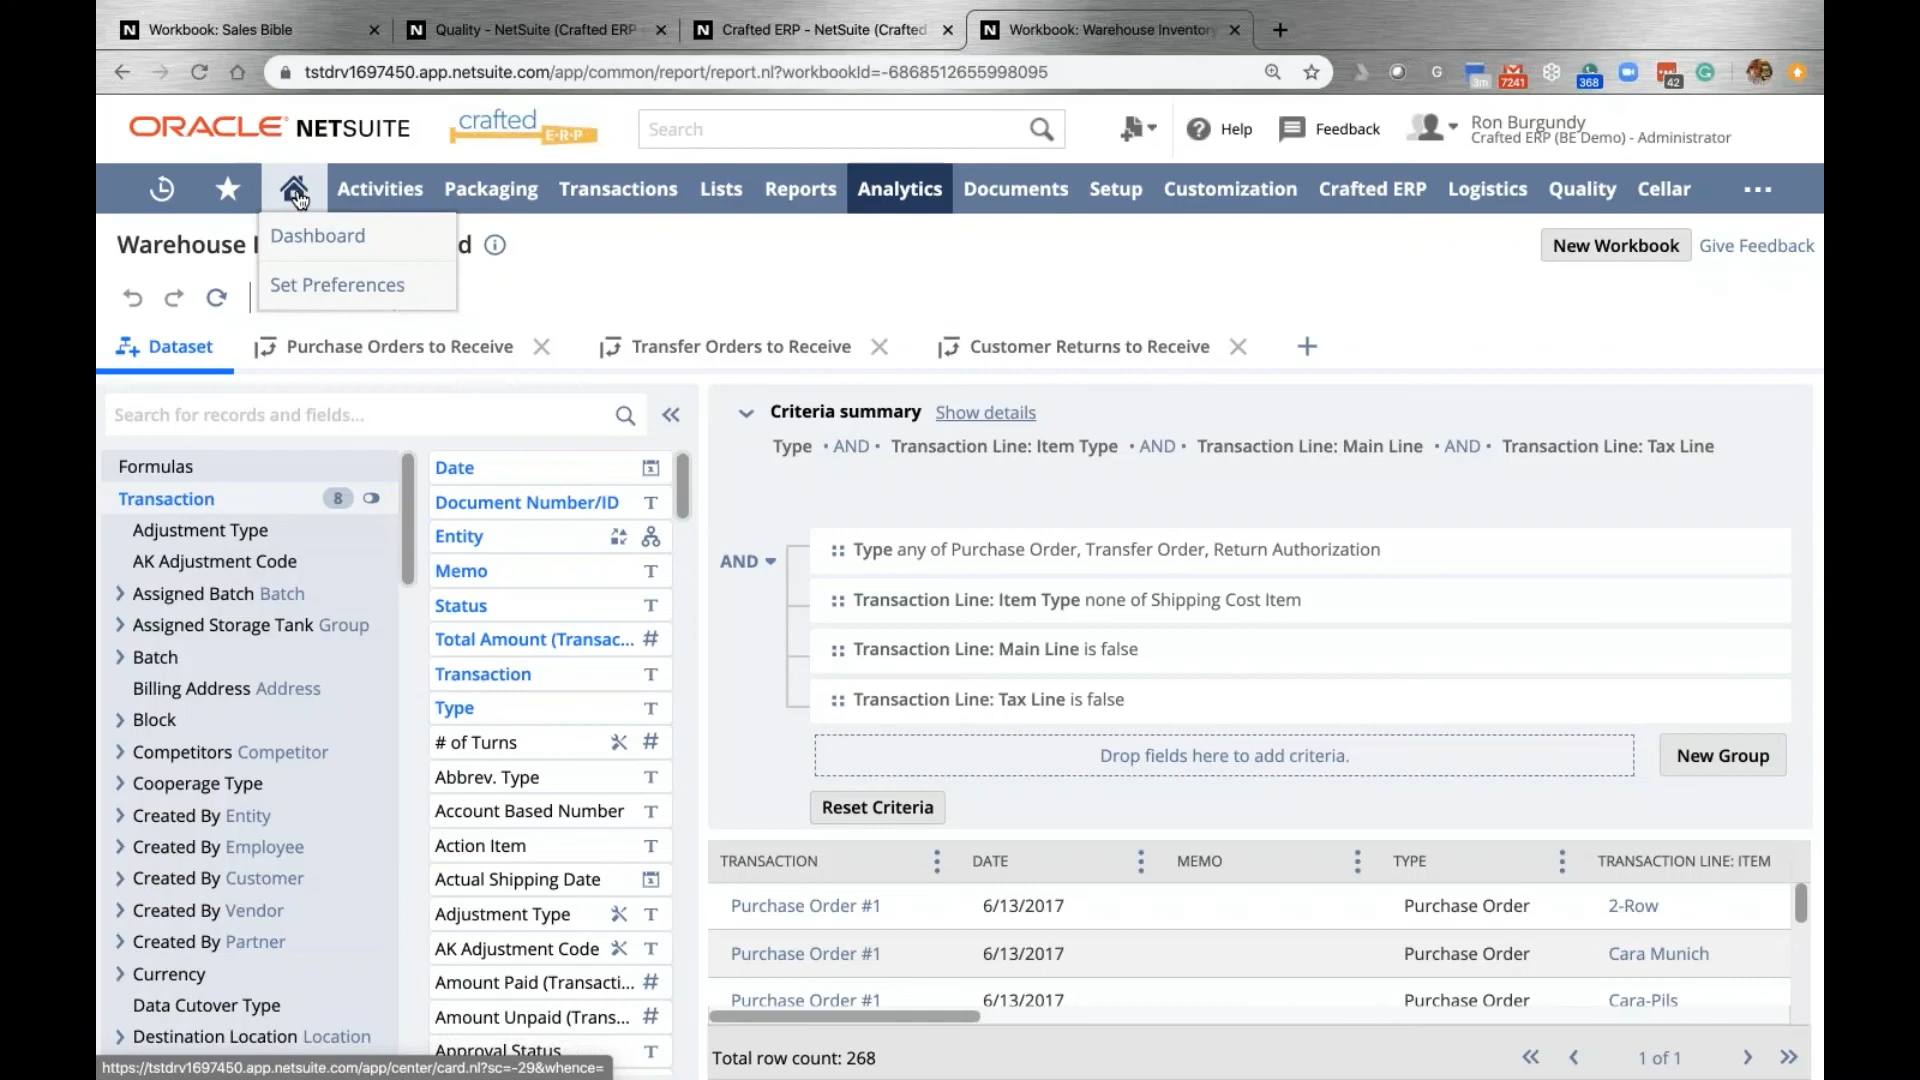 Workbook: Sales Bible
Quality - NetSuite (Crafted ERP
Crafted ERP - NetSuite (Crafted
Workbook: Warehouse Inventory
tstdrv1697450.app.netsuite.com/app/common/report/report.nl?workbookId=-6868512655998095
G
3m
7241
368
42
ORACLE NETSUITE
crafted
E·R·P
Search
Help
Feedback
Ron Burgundy
Crafted ERP (BE Demo) - Administrator
Activities
Packaging
Transactions
Lists
Reports
Analytics
Documents
Setup
Customization
Crafted ERP
Logistics
Quality
Cellar
Dashboard
Set Preferences
Warehouse
d
New Workbook
Give Feedback
Dataset
Purchase Orders to Receive
Transfer Orders to Receive
Customer Returns to Receive
Search for records and fields...
Formulas
Transaction 8
Adjustment Type
AK Adjustment Code
Assigned Batch Batch
Assigned Storage Tank Group
Batch
Billing Address Address
Block
Competitors Competitor
Cooperage Type
Created By Entity
Created By Employee
Created By Customer
Created By Vendor
Created By Partner
Currency
Data Cutover Type
Destination Location Location
Date
Document Number/ID T
Entity
Memo T
Status T
Total Amount (Transac... #
Transaction T
Type T
# of Turns #
Abbrev. Type T
Account Based Number T
Action Item T
Actual Shipping Date
Adjustment Type T
AK Adjustment Code T
Amount Paid (Transacti... #
Amount Unpaid (Trans... #
Approval Status T
Criteria summary Show details
Type • AND • Transaction Line: Item Type • AND • Transaction Line: Main Line • AND • Transaction Line: Tax Line
AND
Type any of Purchase Order, Transfer Order, Return Authorization
Transaction Line: Item Type none of Shipping Cost Item
Transaction Line: Main Line is false
Transaction Line: Tax Line is false
Drop fields here to add criteria.
New Group
Reset Criteria
TRANSACTION DATE MEMO TYPE TRANSACTION LINE: ITEM
Purchase Order #1 6/13/2017 Purchase Order 2-Row
Purchase Order #1 6/13/2017 Purchase Order Cara Munich
Purchase Order #1 6/13/2017 Purchase Order Cara-Pils
Total row count: 268
1 of 1
https://tstdrv1697450.app.netsuite.com/app/center/card.nl?sc=-29&whence=